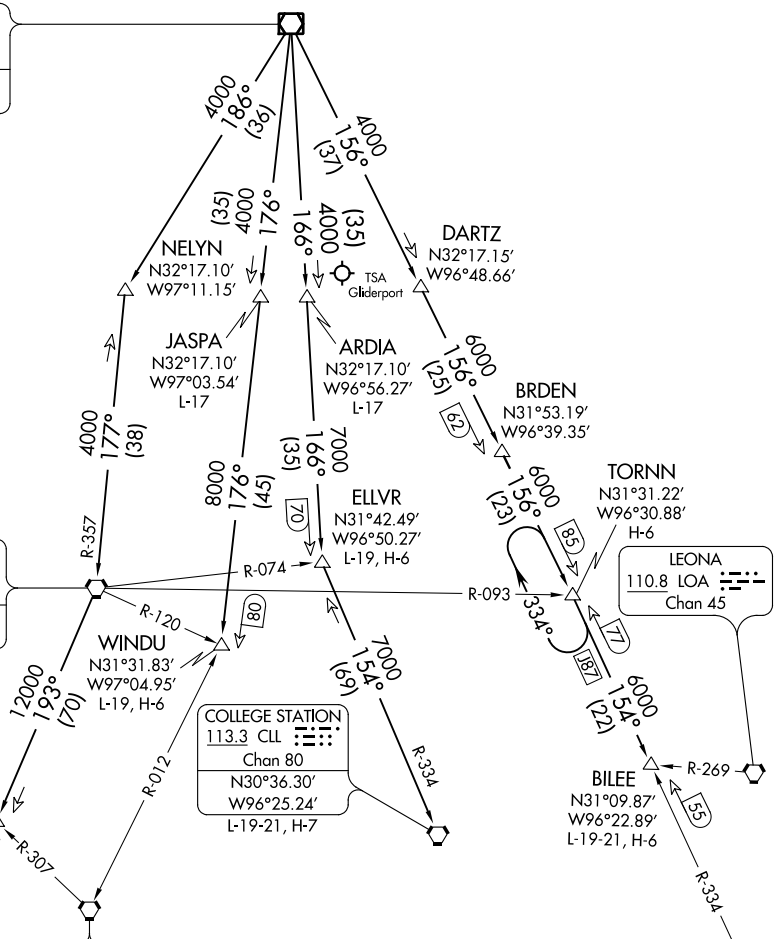 4000
186°
(36)
(35)
4000
176°
166°
4000
(35)
4000
156°
(37)
NELYN
N32°17.10'
W97°11.15'
TSA
Gliderport
DARTZ
N32°17.15'
W96°48.66'
JASPA
N32°17.10'
W97°03.54'
L-17
ARDIA
N32°17.10'
W96°56.27'
L-17
6000
156°
(25)
BRDEN
N31°53.19'
W96°39.35'
62
4000
177°
(38)
8000
176°
(45)
7000
166°
(35)
70
ELLVR
N31°42.49'
W96°50.27'
L-19, H-6
6000
156°
(23)
85
TORNN
N31°31.22'
W96°30.88'
H-6
R-357
R-074
R-093
R-120
334°
J87
77
LEONA
110.8 LOA
Chan 45
WINDU
N31°31.83'
W97°04.95'
L-19, H-6
80
12000
193°
(70)
7000
154°
(69)
6000
154°
(22)
COLLEGE STATION
113.3 CLL
Chan 80
N30°36.30'
W96°25.24'
L-19-21, H-7
R-012
R-334
R-269
BILEE
N31°09.87'
W96°22.89'
L-19-21, H-6
55
R-307
R-334